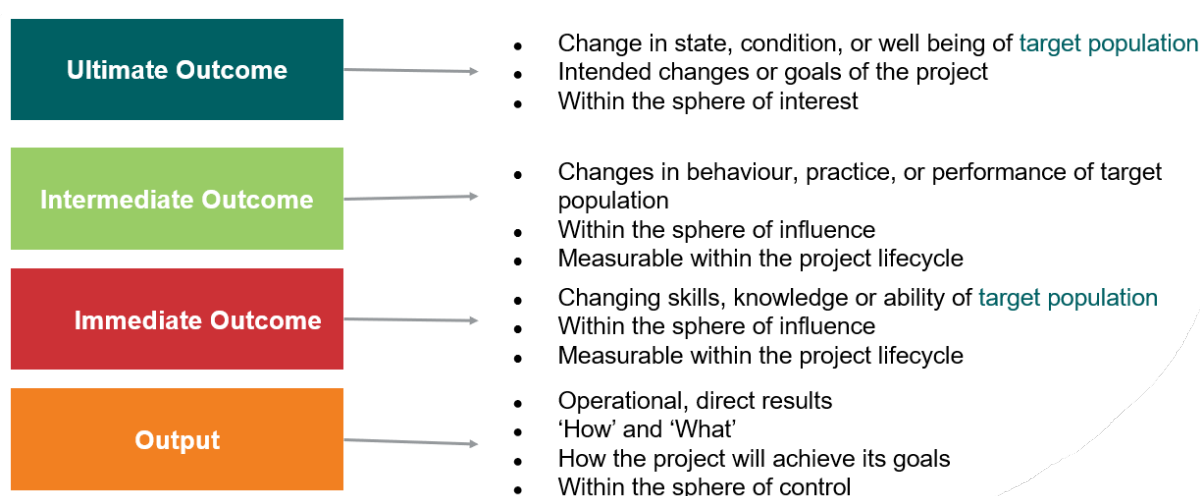 Ultimate Outcome
• Change in state, condition, or well being of target population
• Intended changes or goals of the project
• Within the sphere of interest
Intermediate Outcome
• Changes in behaviour, practice, or performance of target
population
• Within the sphere of influence
• Measurable within the project lifecycle
Immediate Outcome
• Changing skills, knowledge or ability of target population
• Within the sphere of influence
• Measurable within the project lifecycle
Output
• Operational, direct results
• ‘How’ and ‘What’
• How the project will achieve its goals
• Within the sphere of control